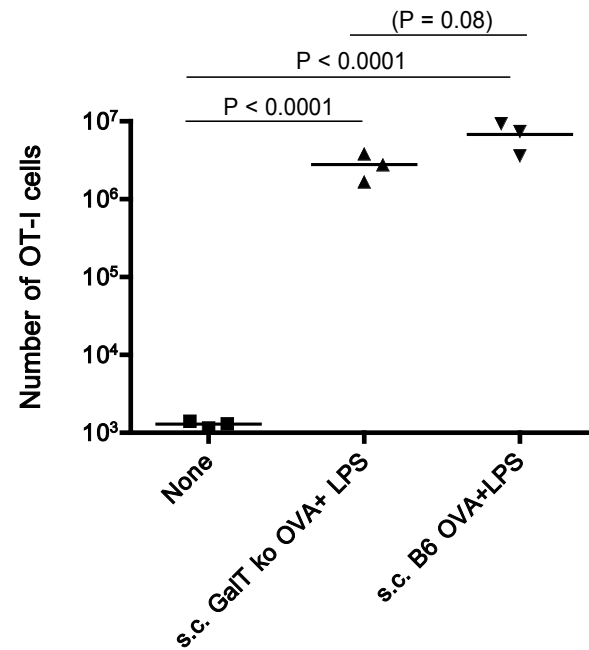 (P = 0.08)
P < 0.0001
P < 0.0001
Number of OT-I cells
10⁷
10⁶
10⁵
10⁴
10³
None
s.c. GalT ko OVA+ LPS
s.c. B6 OVA+LPS